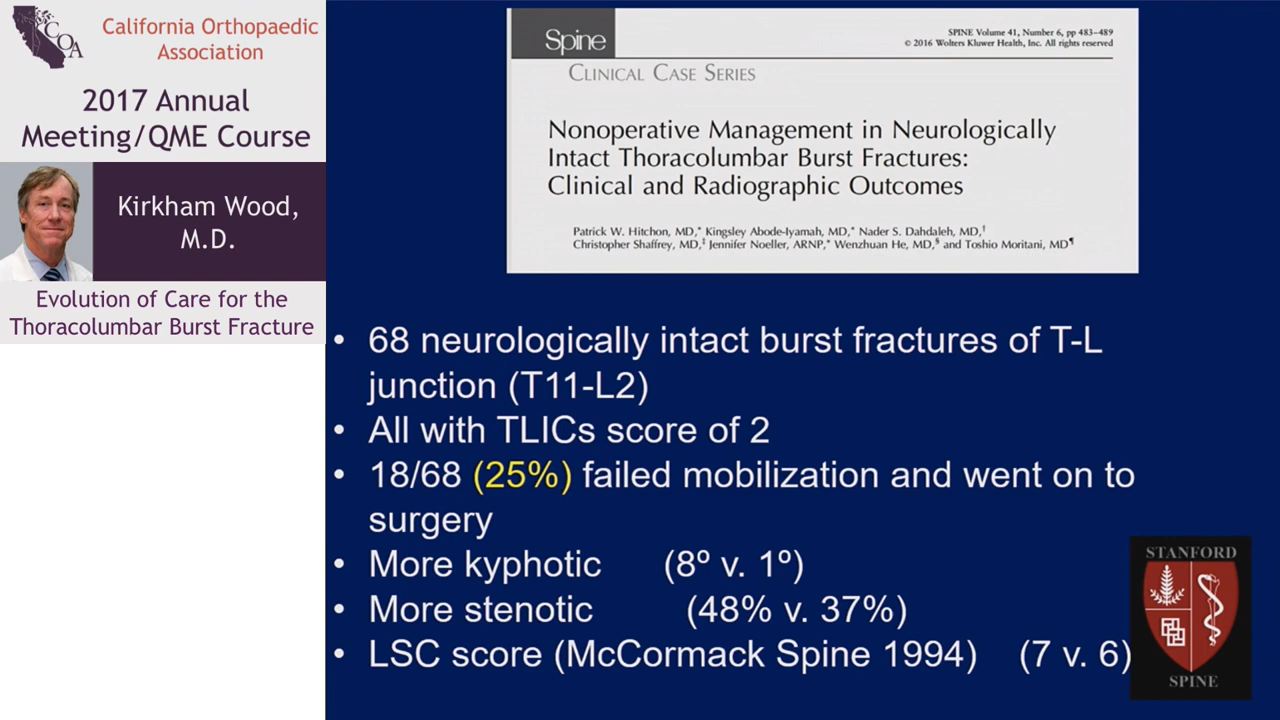 COA
California Orthopaedic
Association
2017 Annual
Meeting/QME Course
Kirkham Wood,
M.D.
Evolution of Care for the
Thoracolumbar Burst Fracture
Spine
SPINE Volume 41, Number 6, pp 483–489
© 2016 Wolters Kluwer Health, Inc. All rights reserved
CLINICAL CASE SERIES
Nonoperative Management in Neurologically
Intact Thoracolumbar Burst Fractures:
Clinical and Radiographic Outcomes
Patrick W. Hitchon, MD,* Kingsley Abode-Iyamah, MD,* Nader S. Dahdaleh, MD,†
Christopher Shaffrey, MD,‡ Jennifer Noeller, ARNP,* Wenzhuan He, MD,§ and Toshio Moritani, MD¶
• 68 neurologically intact burst fractures of T-L
junction (T11-L2)
• All with TLICs score of 2
• 18/68 (25%) failed mobilization and went on to
surgery
• More kyphotic (8º v. 1º)
• More stenotic (48% v. 37%)
• LSC score (McCormack Spine 1994) (7 v. 6)
STANFORD
SPINE